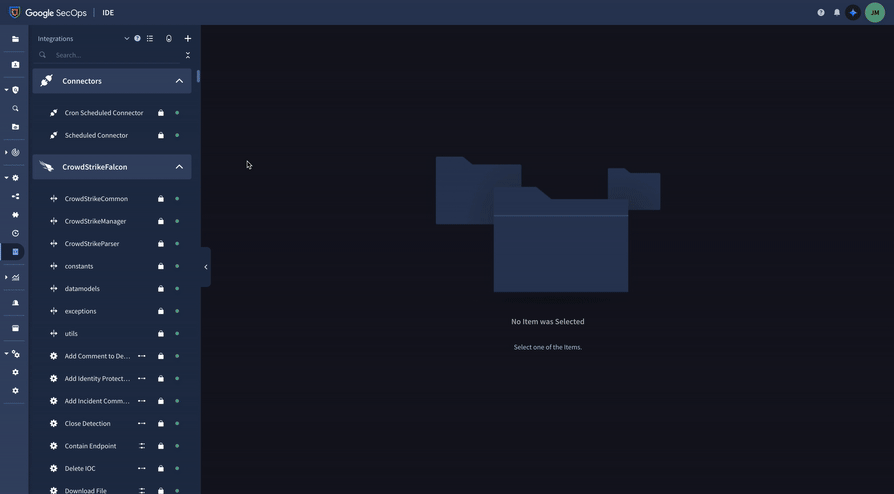 Google SecOps | IDE
JM
Integrations
Search...
Connectors
Cron Scheduled Connector
Scheduled Connector
CrowdStrikeFalcon
CrowdStrikeCommon
CrowdStrikeManager
CrowdStrikeParser
constants
datamodels
exceptions
utils
Add Comment to De...
Add Identity Protect...
Add Incident Comm...
Close Detection
Contain Endpoint
Delete IOC
Download File
No Item was Selected
Select one of the Items.